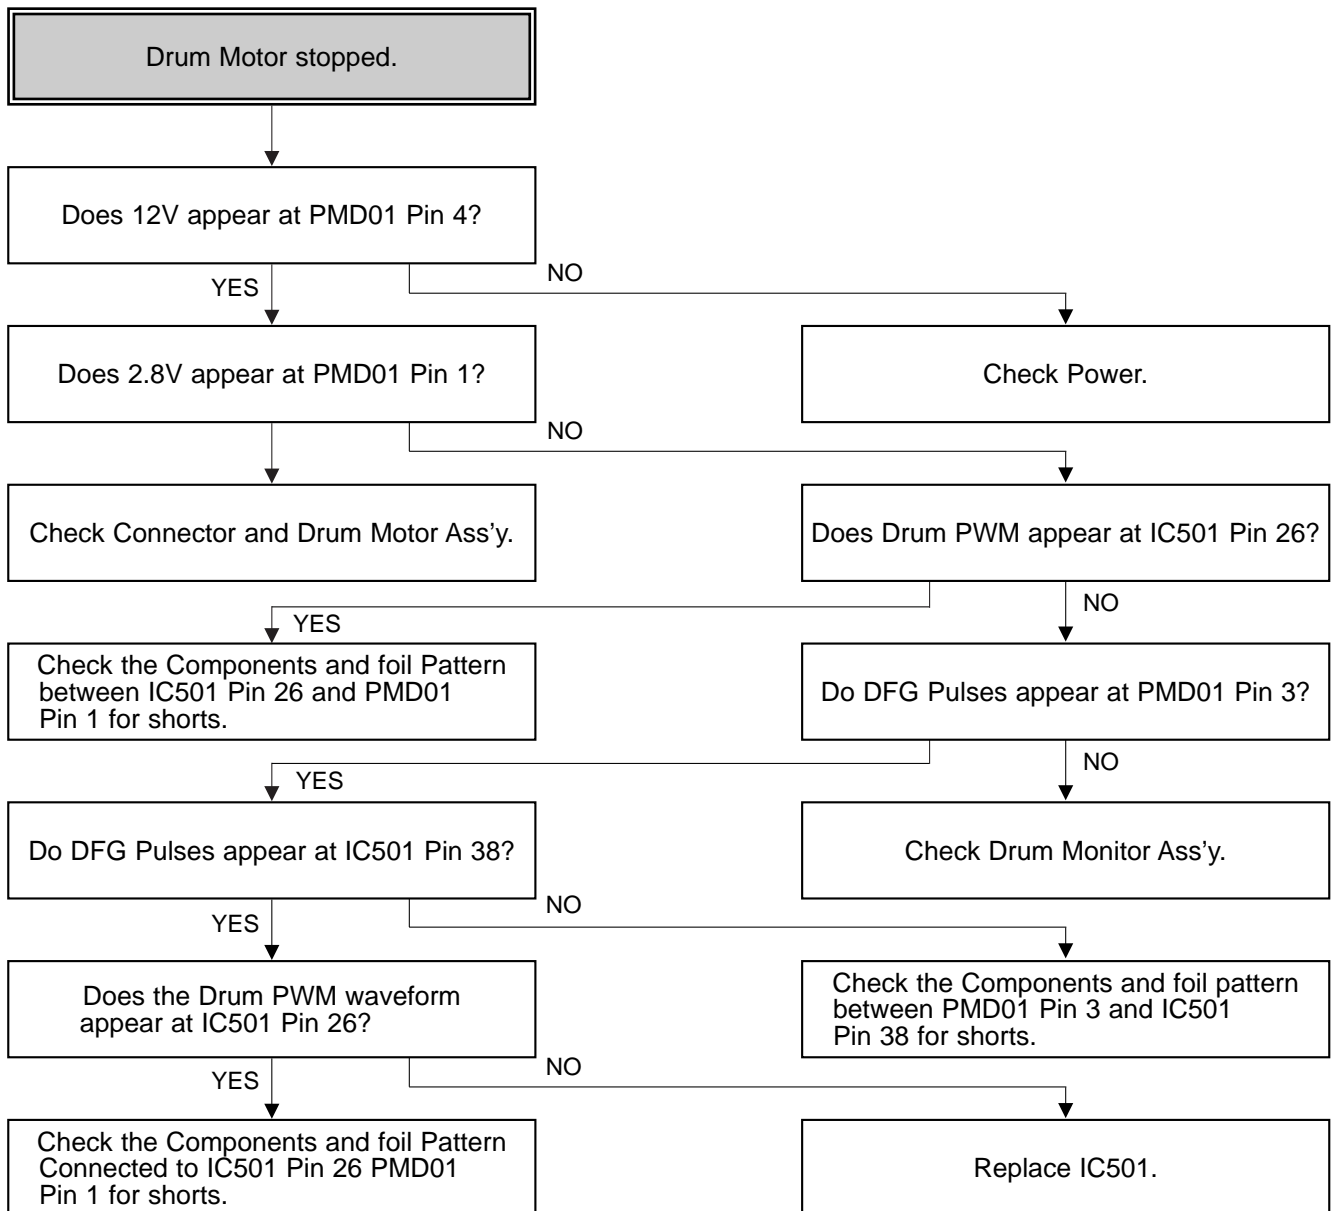 Drum Motor stopped.
Does 12V appear at PMD01 Pin 4?
YES
NO
Does 2.8V appear at PMD01 Pin 1?
Check Power.
NO
Check Connector and Drum Motor Ass’y.
Does Drum PWM appear at IC501 Pin 26?
YES
NO
Check the Components and foil Pattern
between IC501 Pin 26 and PMD01
Pin 1 for shorts.
Do DFG Pulses appear at PMD01 Pin 3?
YES
NO
Do DFG Pulses appear at IC501 Pin 38?
Check Drum Monitor Ass’y.
YES
NO
Does the Drum PWM waveform
appear at IC501 Pin 26?
Check the Components and foil pattern
between PMD01 Pin 3 and IC501
Pin 38 for shorts.
YES
NO
Check the Components and foil Pattern
Connected to IC501 Pin 26 PMD01
Pin 1 for shorts.
Replace IC501.